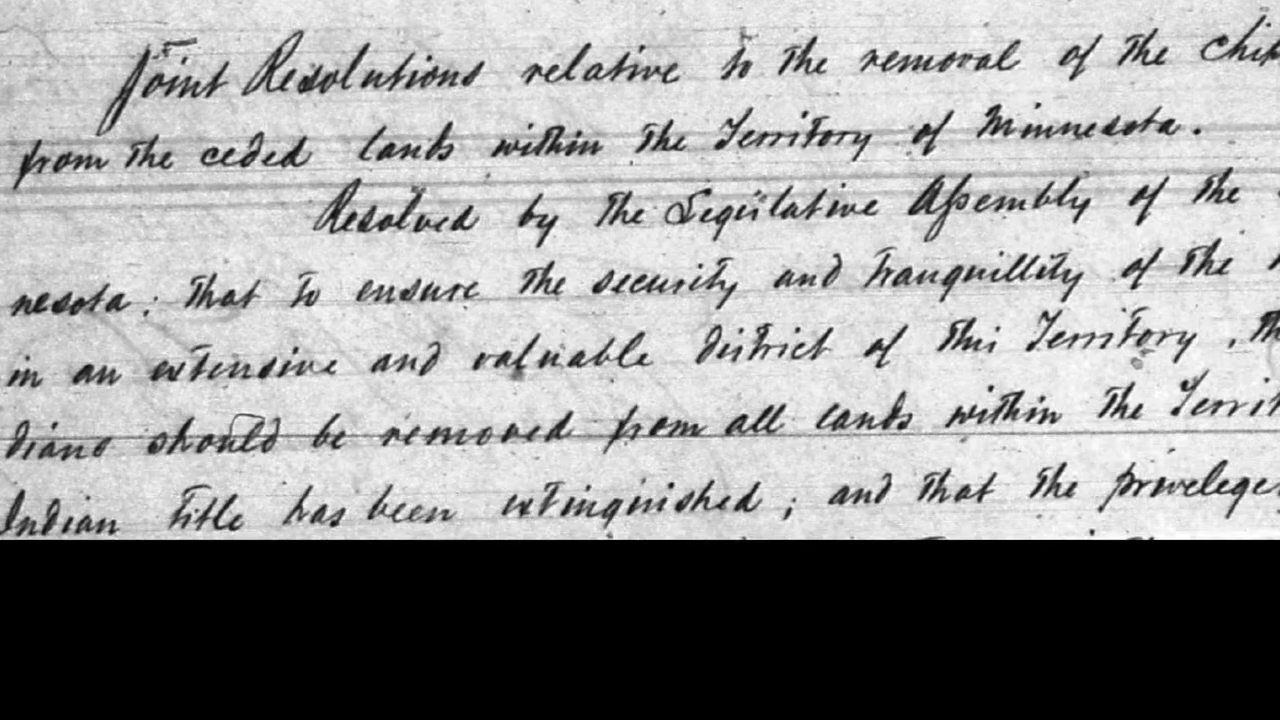 Joint Resolutions relative to the removal of the Chip
from the ceded lands within the Territory of Minnesota.
Resolved by the Legislative Assembly of the
nesota; that to ensure the security and tranquillity of the
in an extensive and valuable district of this Territory, th
dians should be removed from all lands within the Territ
Indian title has been extinguished; and that the priveleges